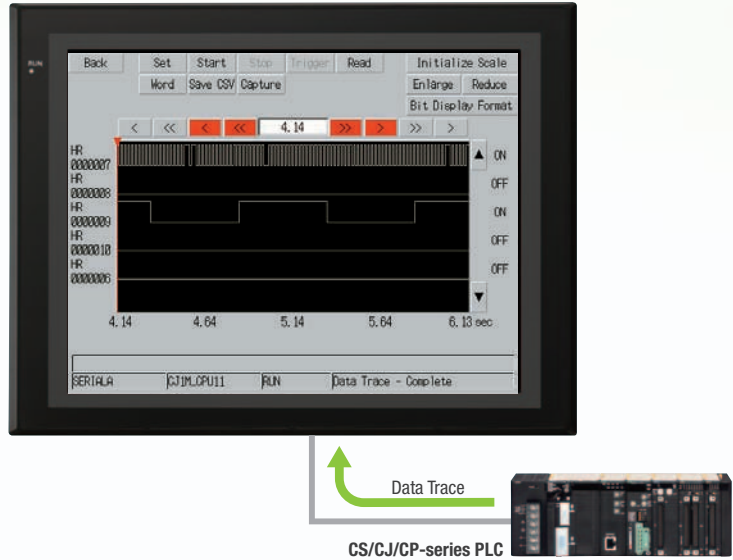 RUN
Back Set Start Stop Trigger Read Initialize Scale
Word Save CSV Capture Enlarge Reduce
Bit Display Format
< << < << 4.14 >> > >> >
HR
0000007 ON
HR
0000008 OFF
HR
0000009 ON
HR
0000010 OFF
HR
0000006 OFF
4.14 4.64 5.14 5.64 6.13 sec
SERIALA CJ1M_CPU11 RUN Data Trace - Complete
Data Trace
CS/CJ/CP-series PLC